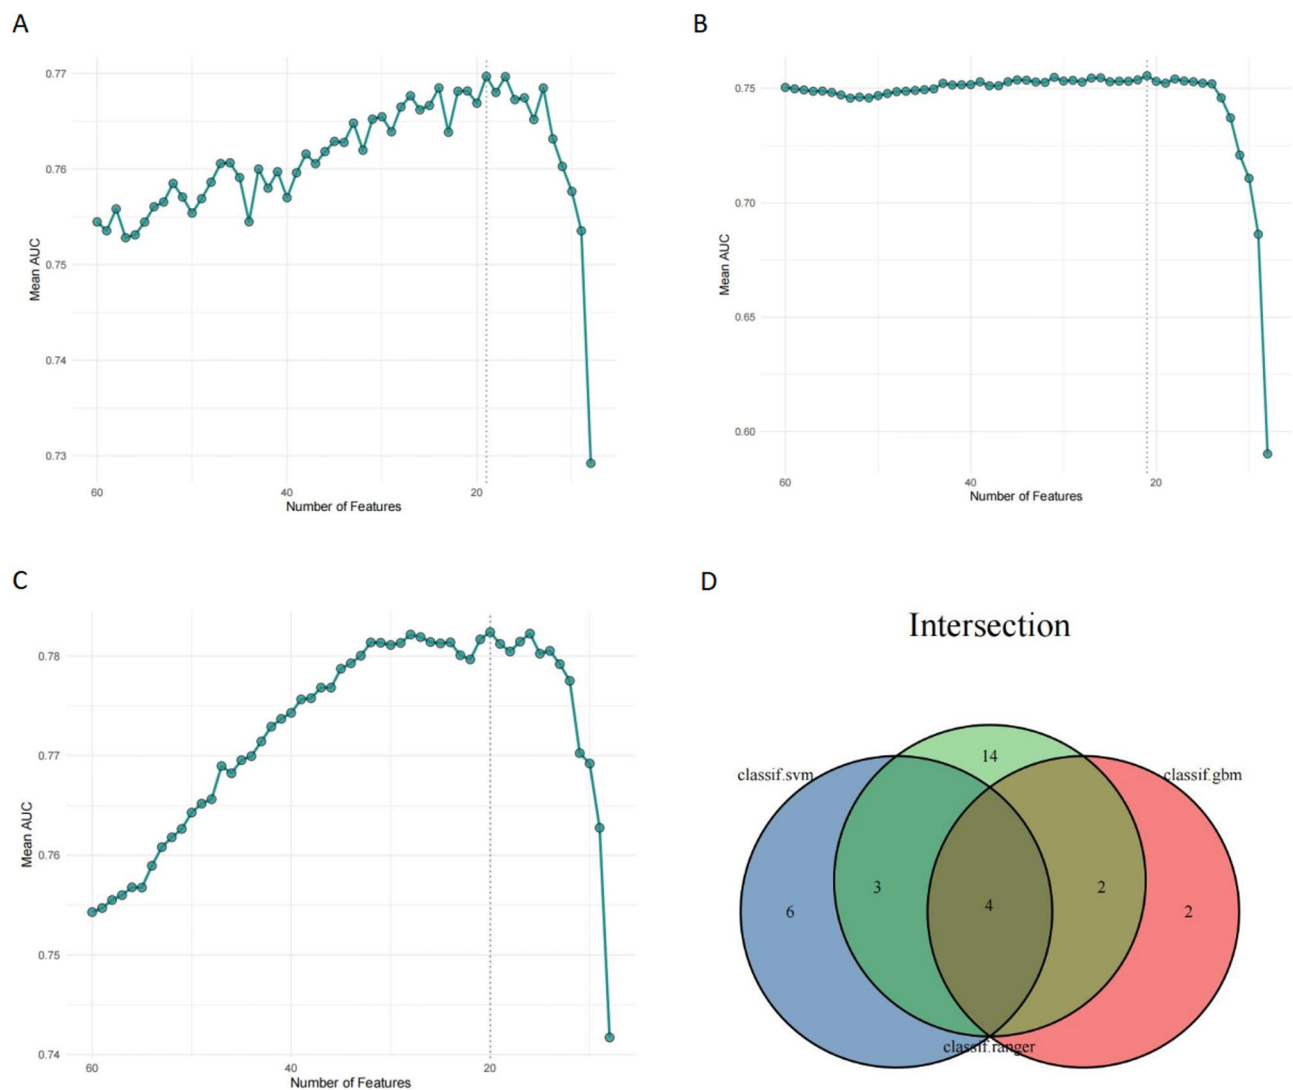 A
0.77
0.76
0.75
0.74
0.73
Mean AUC
60
40
20
Number of Features
B
0.75
0.70
0.65
0.60
Mean AUC
60
40
20
Number of Features
C
0.78
0.77
0.76
0.75
0.74
Mean AUC
60
40
20
Number of Features
D
Intersection
14
classif.svm
classif.gbm
3
2
4
6
2
classif.ranger